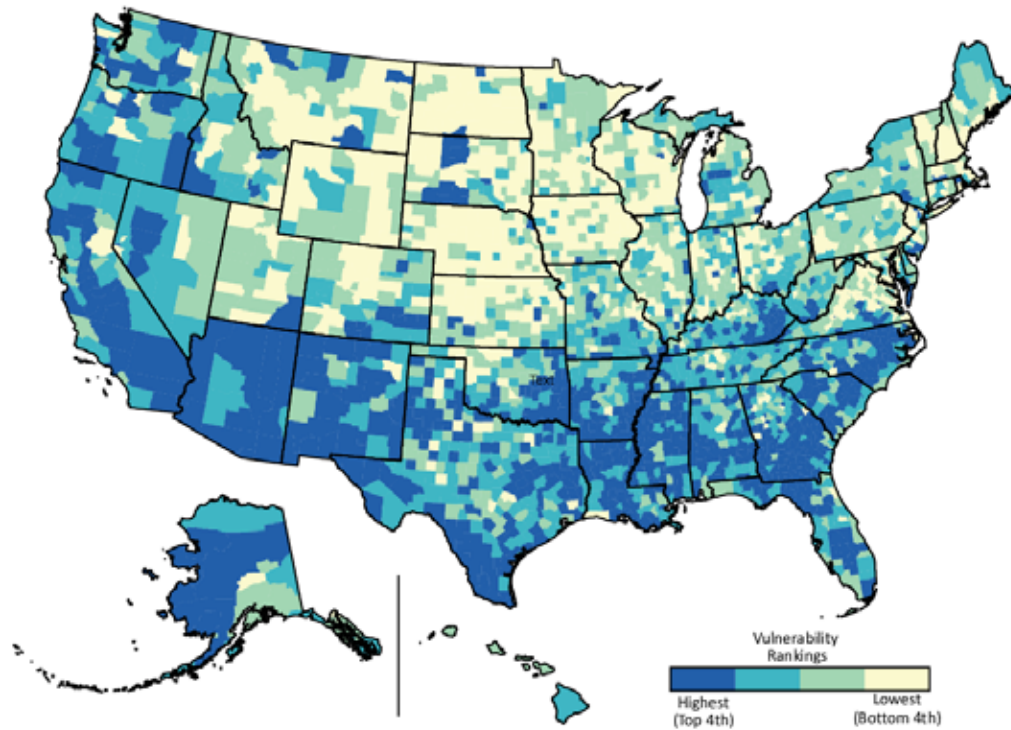 Text
Vulnerability
Rankings
Highest
(Top 4th)
Lowest
(Bottom 4th)